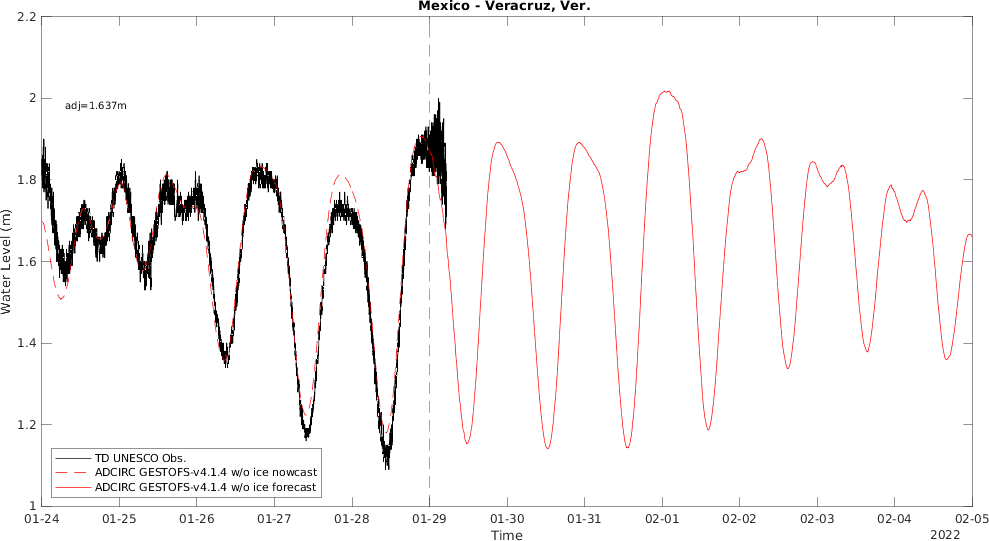 Mexico - Veracruz, Ver.
2.2
2
1.8
1.6
1.4
1.2
1
Water Level (m)
adj=1.637m
TD UNESCO Obs.
ADCIRC GESTOFS-v4.1.4 w/o ice nowcast
ADCIRC GESTOFS-v4.1.4 w/o ice forecast
01-24 01-25 01-26 01-27 01-28 01-29 01-30 01-31 02-01 02-02 02-03 02-04 02-05
Time
2022